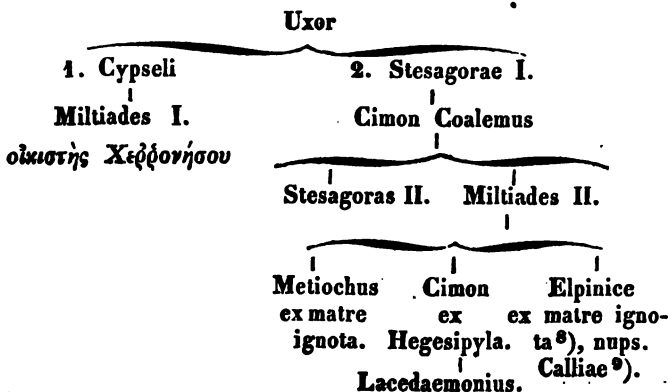 Uxor
1. Cypseli 2. Stesagorae I.
Miltiades I. Cimon Coalemus
οἰκιστὴς Χεῤῥονήσου
Stesagoras II. Miltiades II.
Metiochus Cimon Elpinice
ex matre ex ex matre igno-
ignota. Hegesipyla. ta⁸), nups.
Calliae⁹).
Lacedaemonius.